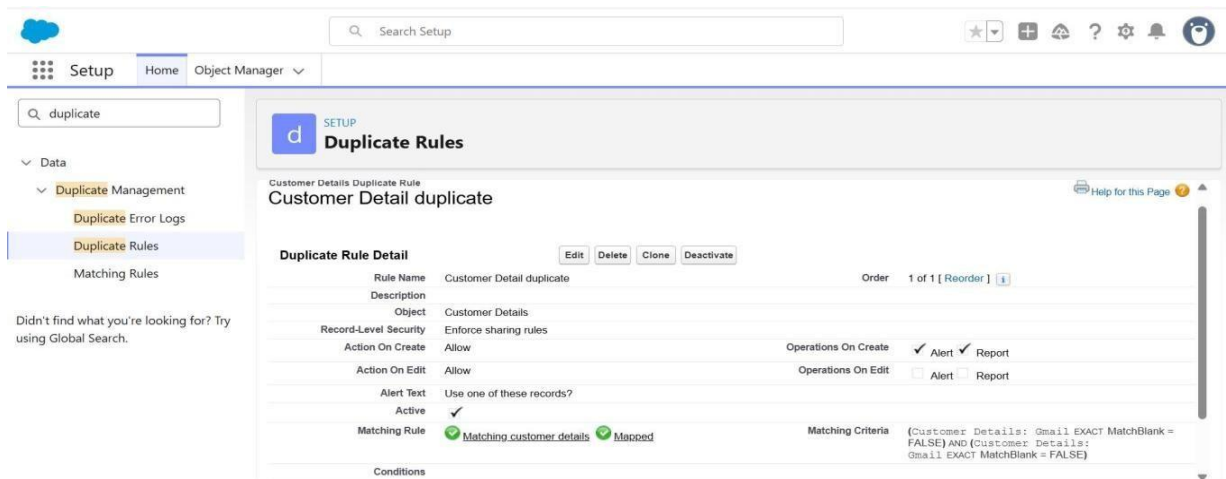 Search Setup
Setup
Home
Object Manager
duplicate
Data
Duplicate Management
Duplicate Error Logs
Duplicate Rules
Matching Rules
Didn't find what you're looking for? Try
using Global Search.
d
SETUP
Duplicate Rules
Customer Details Duplicate Rule
Customer Detail duplicate
Help for this Page ?
Duplicate Rule Detail Edit Delete Clone Deactivate
Rule Name Customer Detail duplicate Order 1 of 1 [ Reorder ] i
Description
Object Customer Details
Record-Level Security Enforce sharing rules
Action On Create Allow Operations On Create Alert Report
Action On Edit Allow Operations On Edit Alert Report
Alert Text Use one of these records?
Active
Matching Rule Matching customer details Mapped Matching Criteria (Customer Details: Gmail EXACT MatchBlank =
FALSE) AND (Customer Details:
Gmail EXACT MatchBlank = FALSE)
Conditions